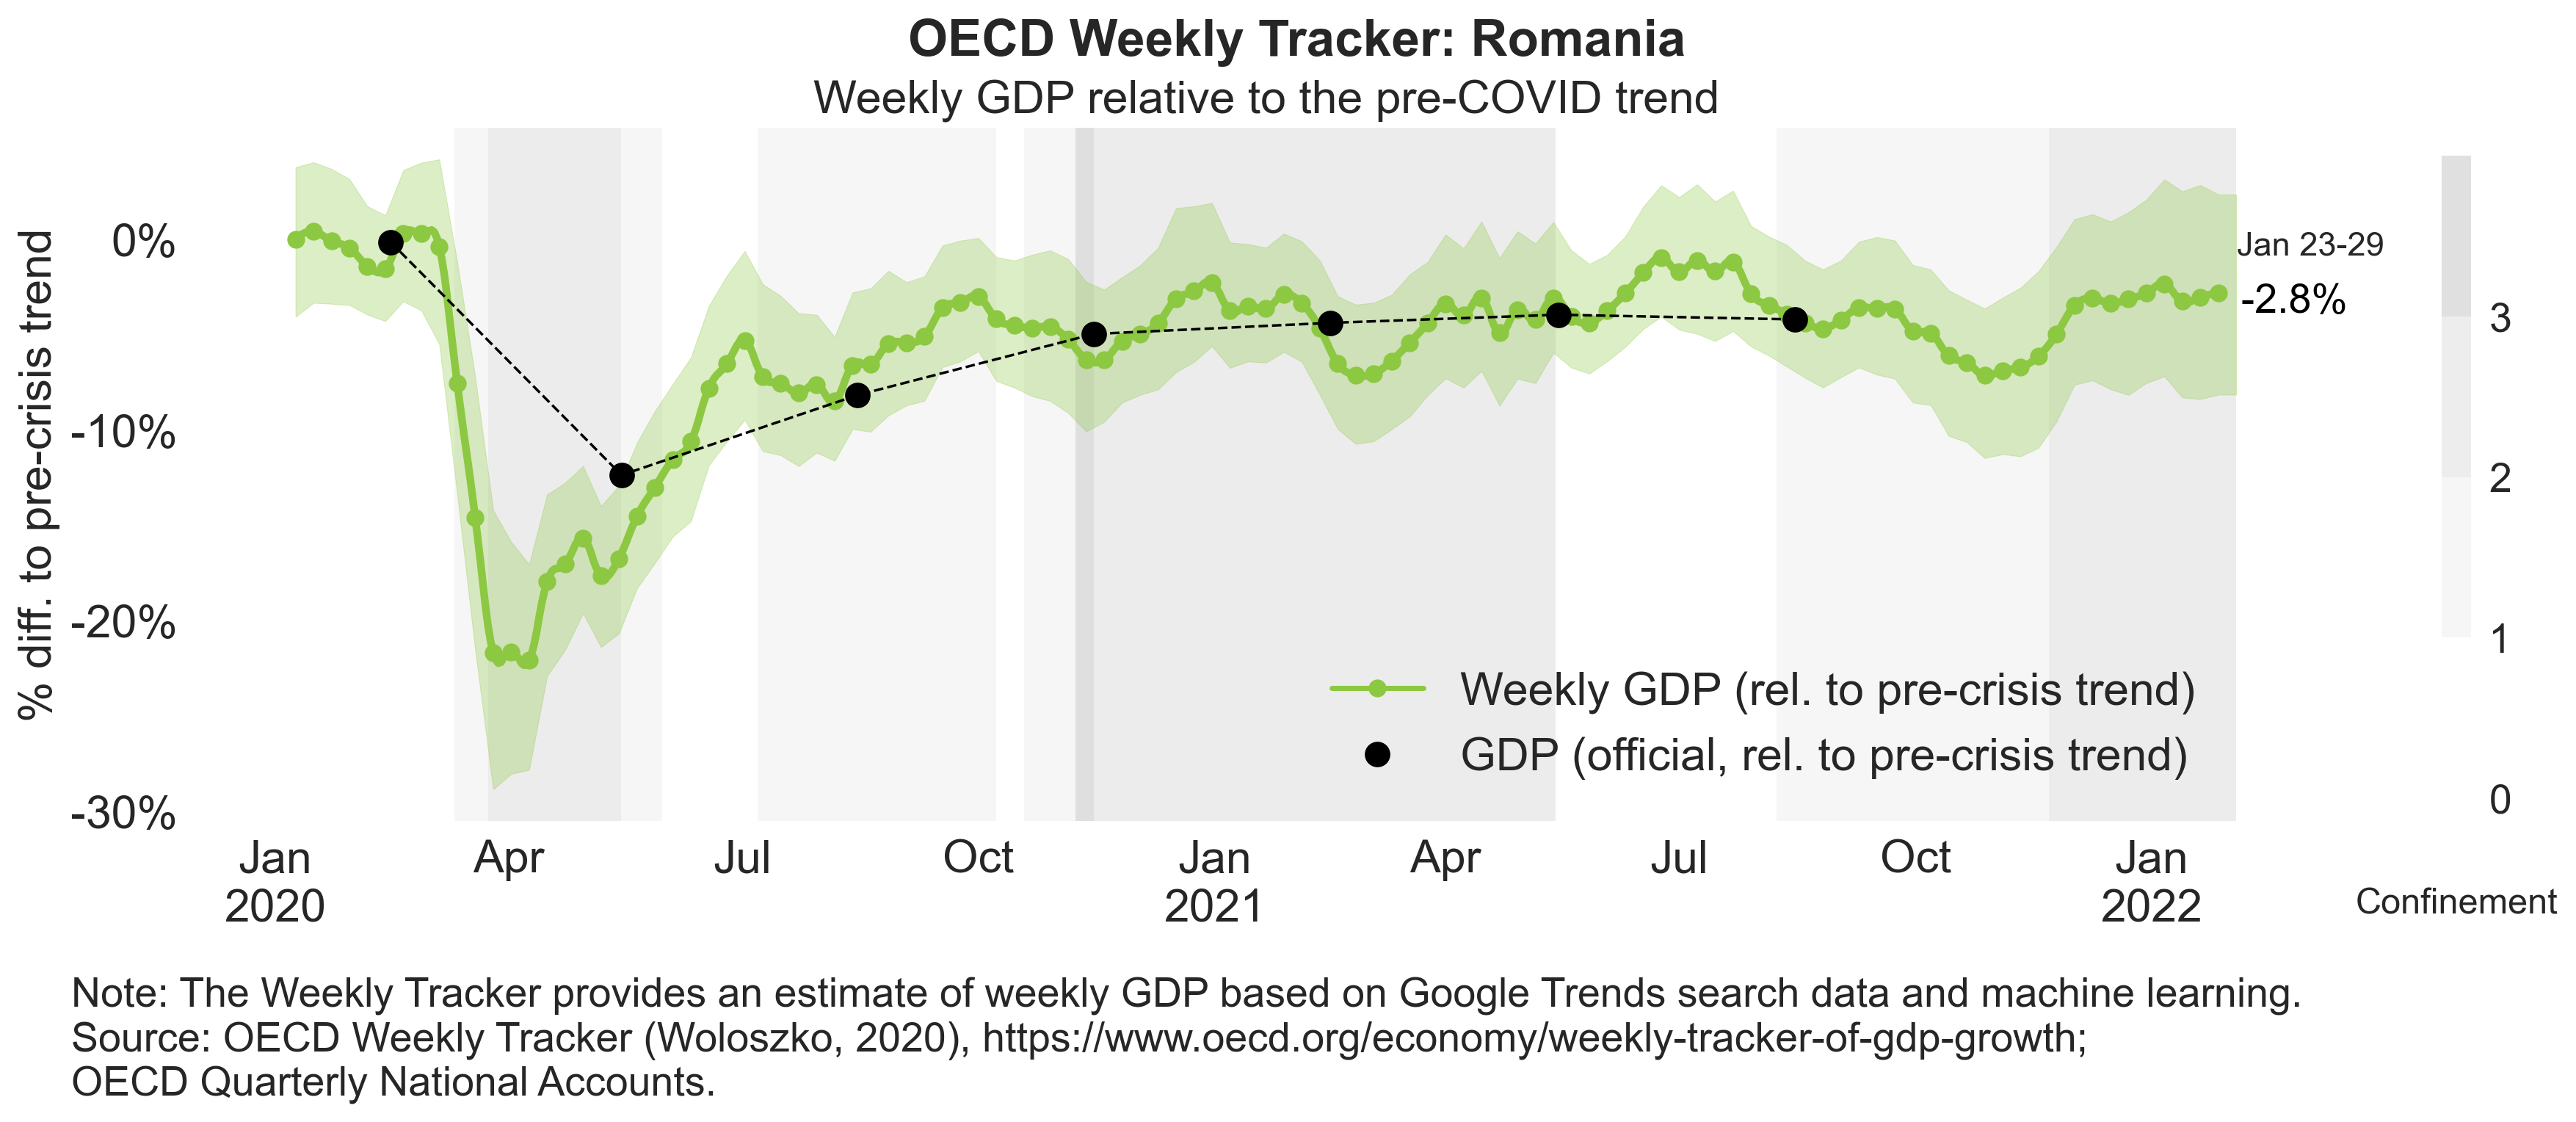 OECD Weekly Tracker: Romania
Weekly GDP relative to the pre-COVID trend
% diff. to pre-crisis trend
0%
-10%
-20%
-30%
Jan 23-29
-2.8%
3
2
1
0
Confinement
Weekly GDP (rel. to pre-crisis trend)
GDP (official, rel. to pre-crisis trend)
Jan Apr Jul Oct Jan Apr Jul Oct Jan
2020 2021 2022
Note: The Weekly Tracker provides an estimate of weekly GDP based on Google Trends search data and machine learning.
Source: OECD Weekly Tracker (Woloszko, 2020), https://www.oecd.org/economy/weekly-tracker-of-gdp-growth;
OECD Quarterly National Accounts.